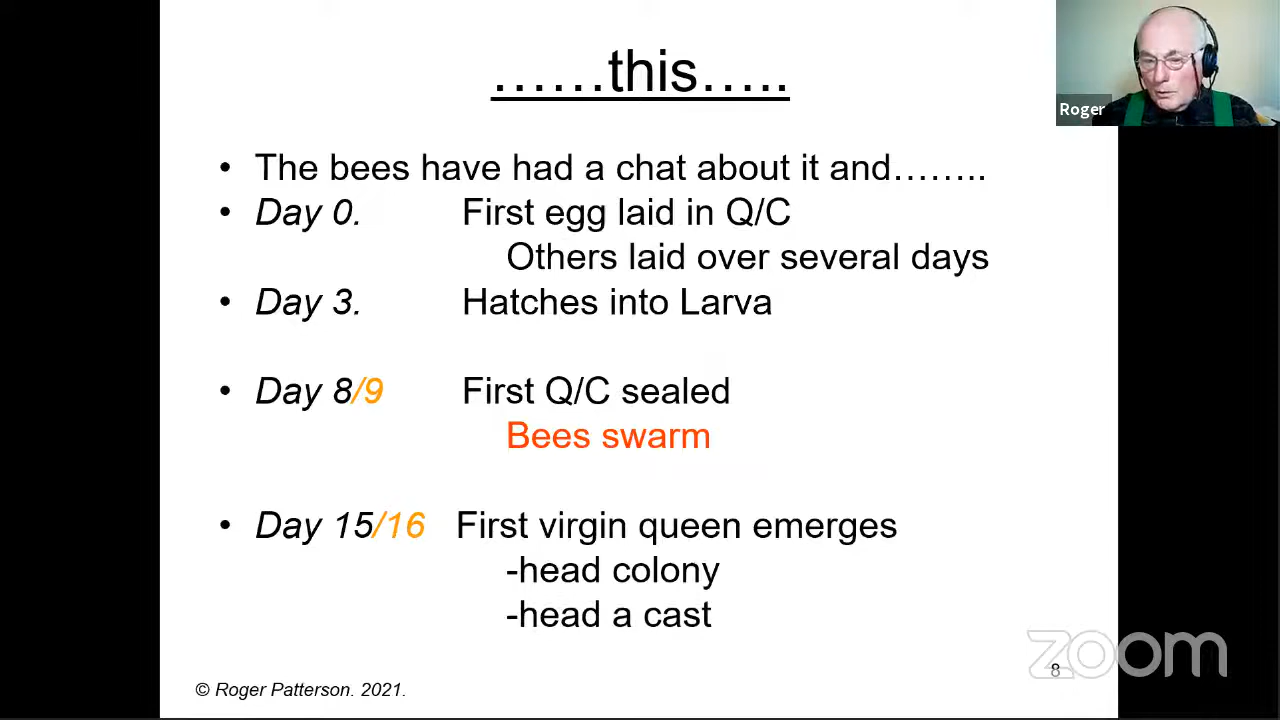 ……this…..
• The bees have had a chat about it and……..
• Day 0. First egg laid in Q/C
Others laid over several days
• Day 3. Hatches into Larva
• Day 8/9 First Q/C sealed
Bees swarm
• Day 15/16 First virgin queen emerges
-head colony
-head a cast
© Roger Patterson. 2021.
8
zoom
Roger